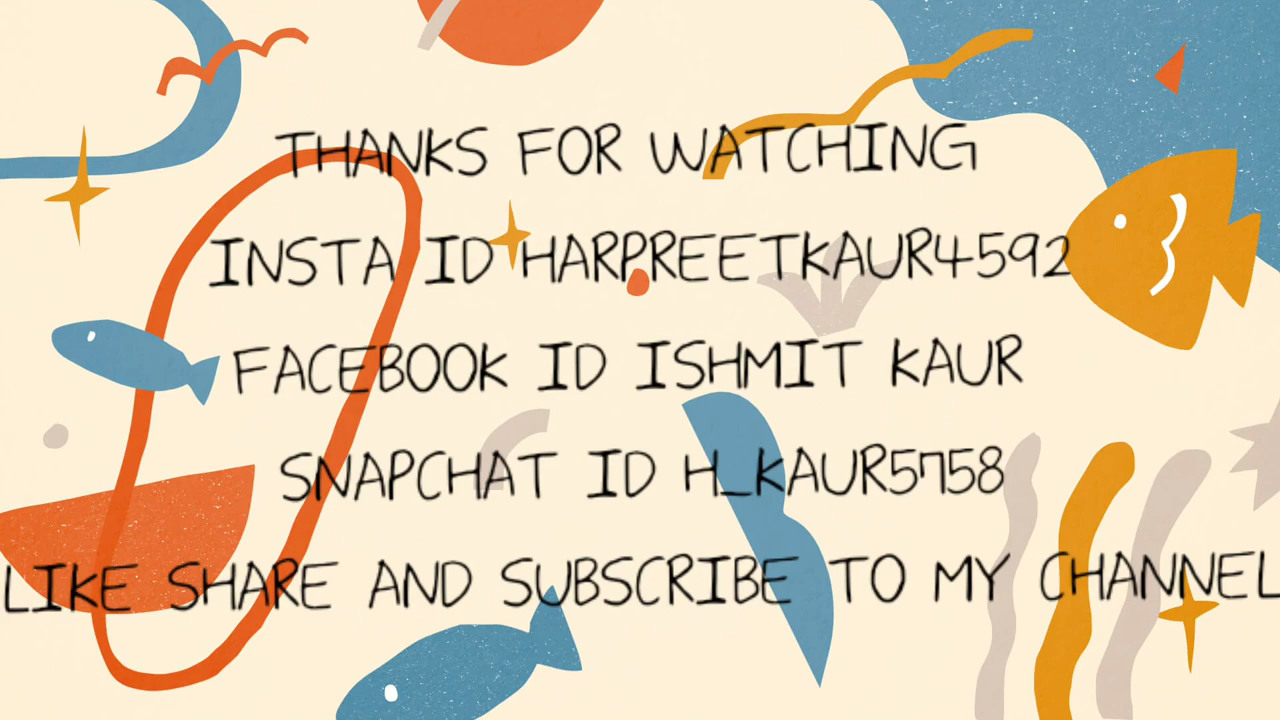 THANKS FOR WATCHING
INSTA ID HARPREETKAUR4592
FACEBOOK ID ISHMIT KAUR
SNAPCHAT ID H_KAUR5758
LIKE SHARE AND SUBSCRIBE TO MY CHANNEL